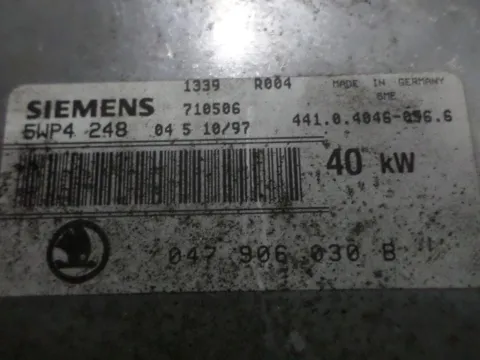 1339 R004 MADE IN GERMANY
SIEMENS 710506 SME
5WP4 248 04 5 10/97 441.0.4046-096.6
40 kW
047 906 030 B